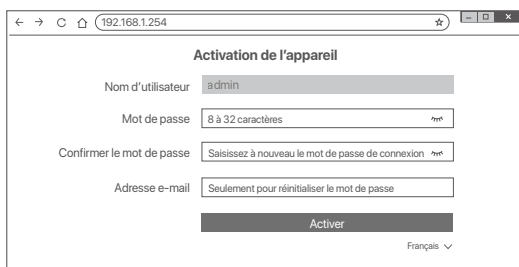 192.168.1.254
Activation de l'appareil
Nom d'utilisateur admin
Mot de passe 8 à 32 caractères
Confirmer le mot de passe Saisissez à nouveau le mot de passe de connexion
Adresse e-mail Seulement pour réinitialiser le mot de passe
Activer
Français